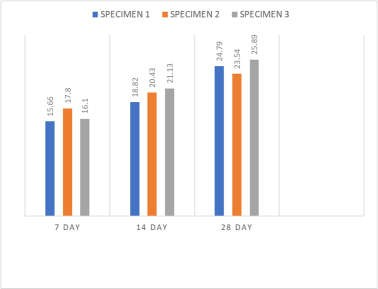 SPECIMEN 1 SPECIMEN 2 SPECIMEN 3
15.66 17.8 16.1 18.82 20.43 21.13 24.79 23.54 25.89
7 DAY 14 DAY 28 DAY